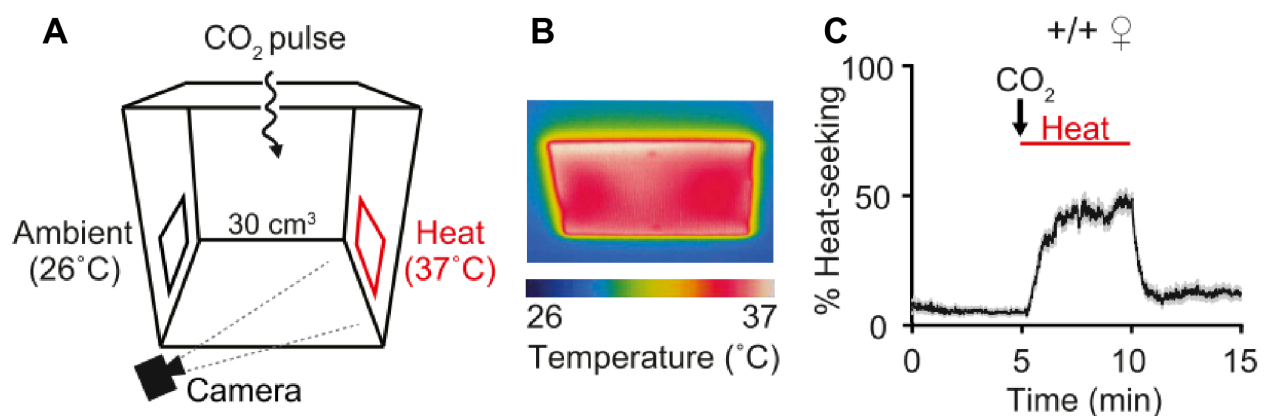 A
CO₂ pulse
Ambient
(26˚C)
30 cm³
Heat
(37˚C)
Camera
B
26
37
Temperature (˚C)
C
+/+ ♀
% Heat-seeking
100
50
0
CO₂
Heat
0
5
10
15
Time (min)